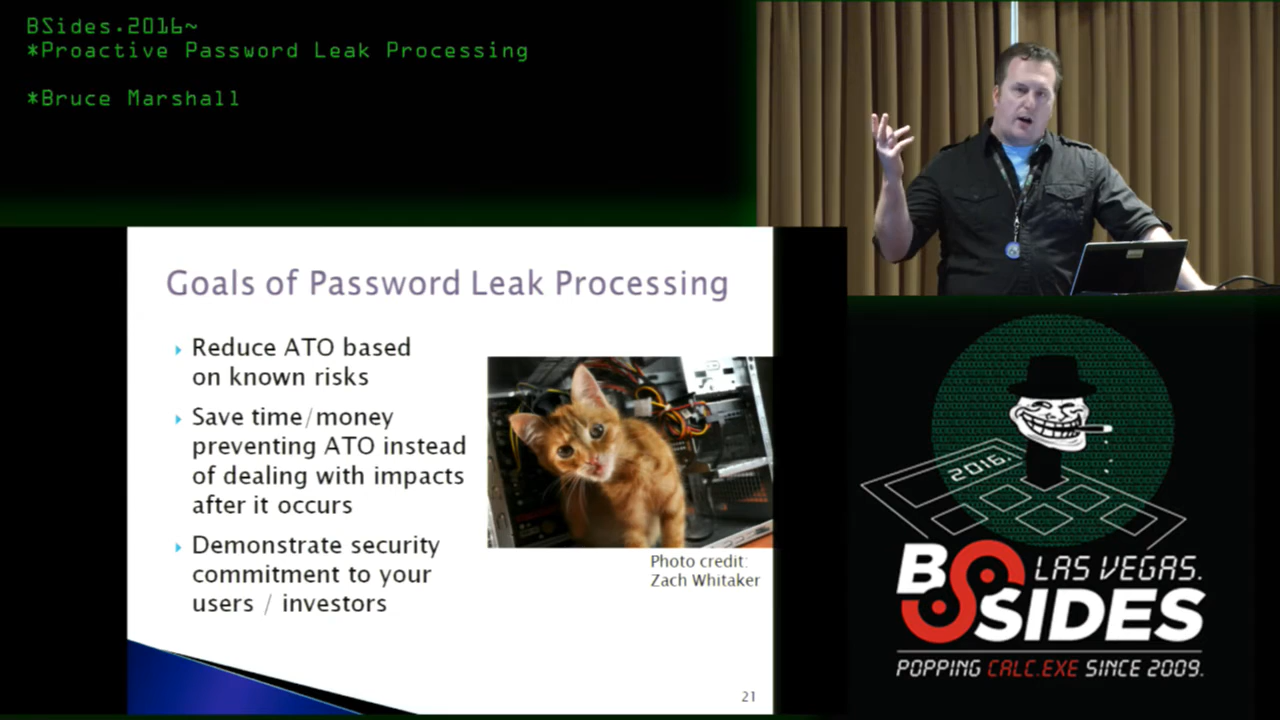 BSides.2016~
*Proactive Password Leak Processing
*Bruce Marshall
Goals of Password Leak Processing
Reduce ATO based
on known risks
Save time/money
preventing ATO instead
of dealing with impacts
after it occurs
Demonstrate security
commitment to your
users / investors
Photo credit:
Zach Whitaker
21
2016.
BSIDES
LAS VEGAS.
POPPING CALC.EXE SINCE 2009.